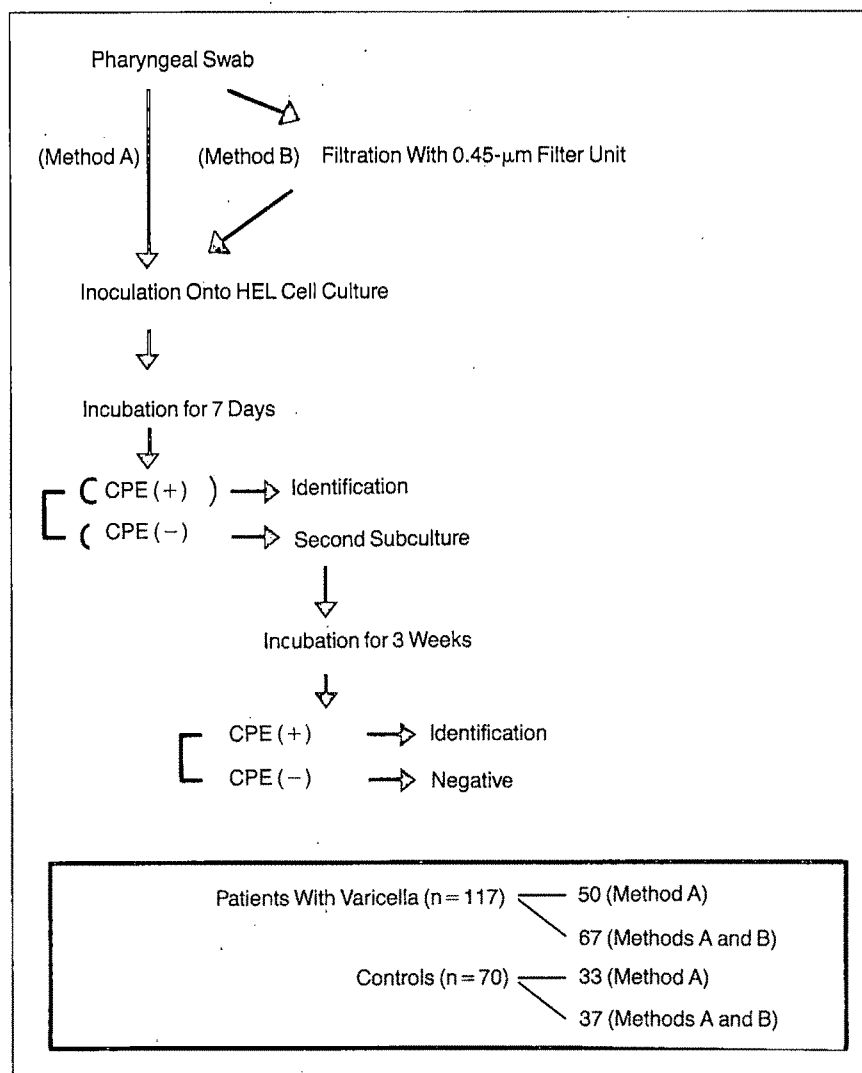 Pharyngeal Swab
(Method A) (Method B) Filtration With 0.45-μm Filter Unit
Inoculation Onto HEL Cell Culture
Incubation for 7 Days
( CPE (+) ) Identification
( CPE (−) Second Subculture
Incubation for 3 Weeks
CPE (+) Identification
CPE (−) Negative
Patients With Varicella (n = 117) 50 (Method A)
67 (Methods A and B)
Controls (n = 70) 33 (Method A)
37 (Methods A and B)